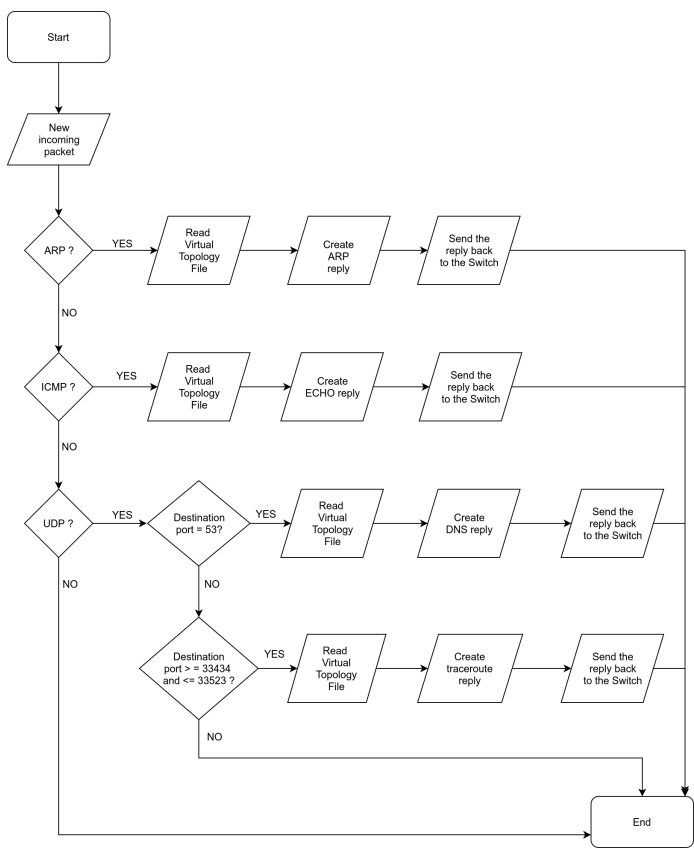 Start
New
incoming
packet
ARP ?
YES
Read
Virtual
Topology
File
Create
ARP
reply
Send the
reply back
to the Switch
NO
ICMP ?
YES
Read
Virtual
Topology
File
Create
ECHO reply
Send the
reply back
to the Switch
NO
UDP ?
YES
Destination
port = 53?
YES
Read
Virtual
Topology
File
Create
DNS reply
Send the
reply back
to the Switch
NO
NO
Destination
port > = 33434
and <= 33523 ?
YES
Read
Virtual
Topology
File
Create
traceroute
reply
Send the
reply back
to the Switch
NO
End